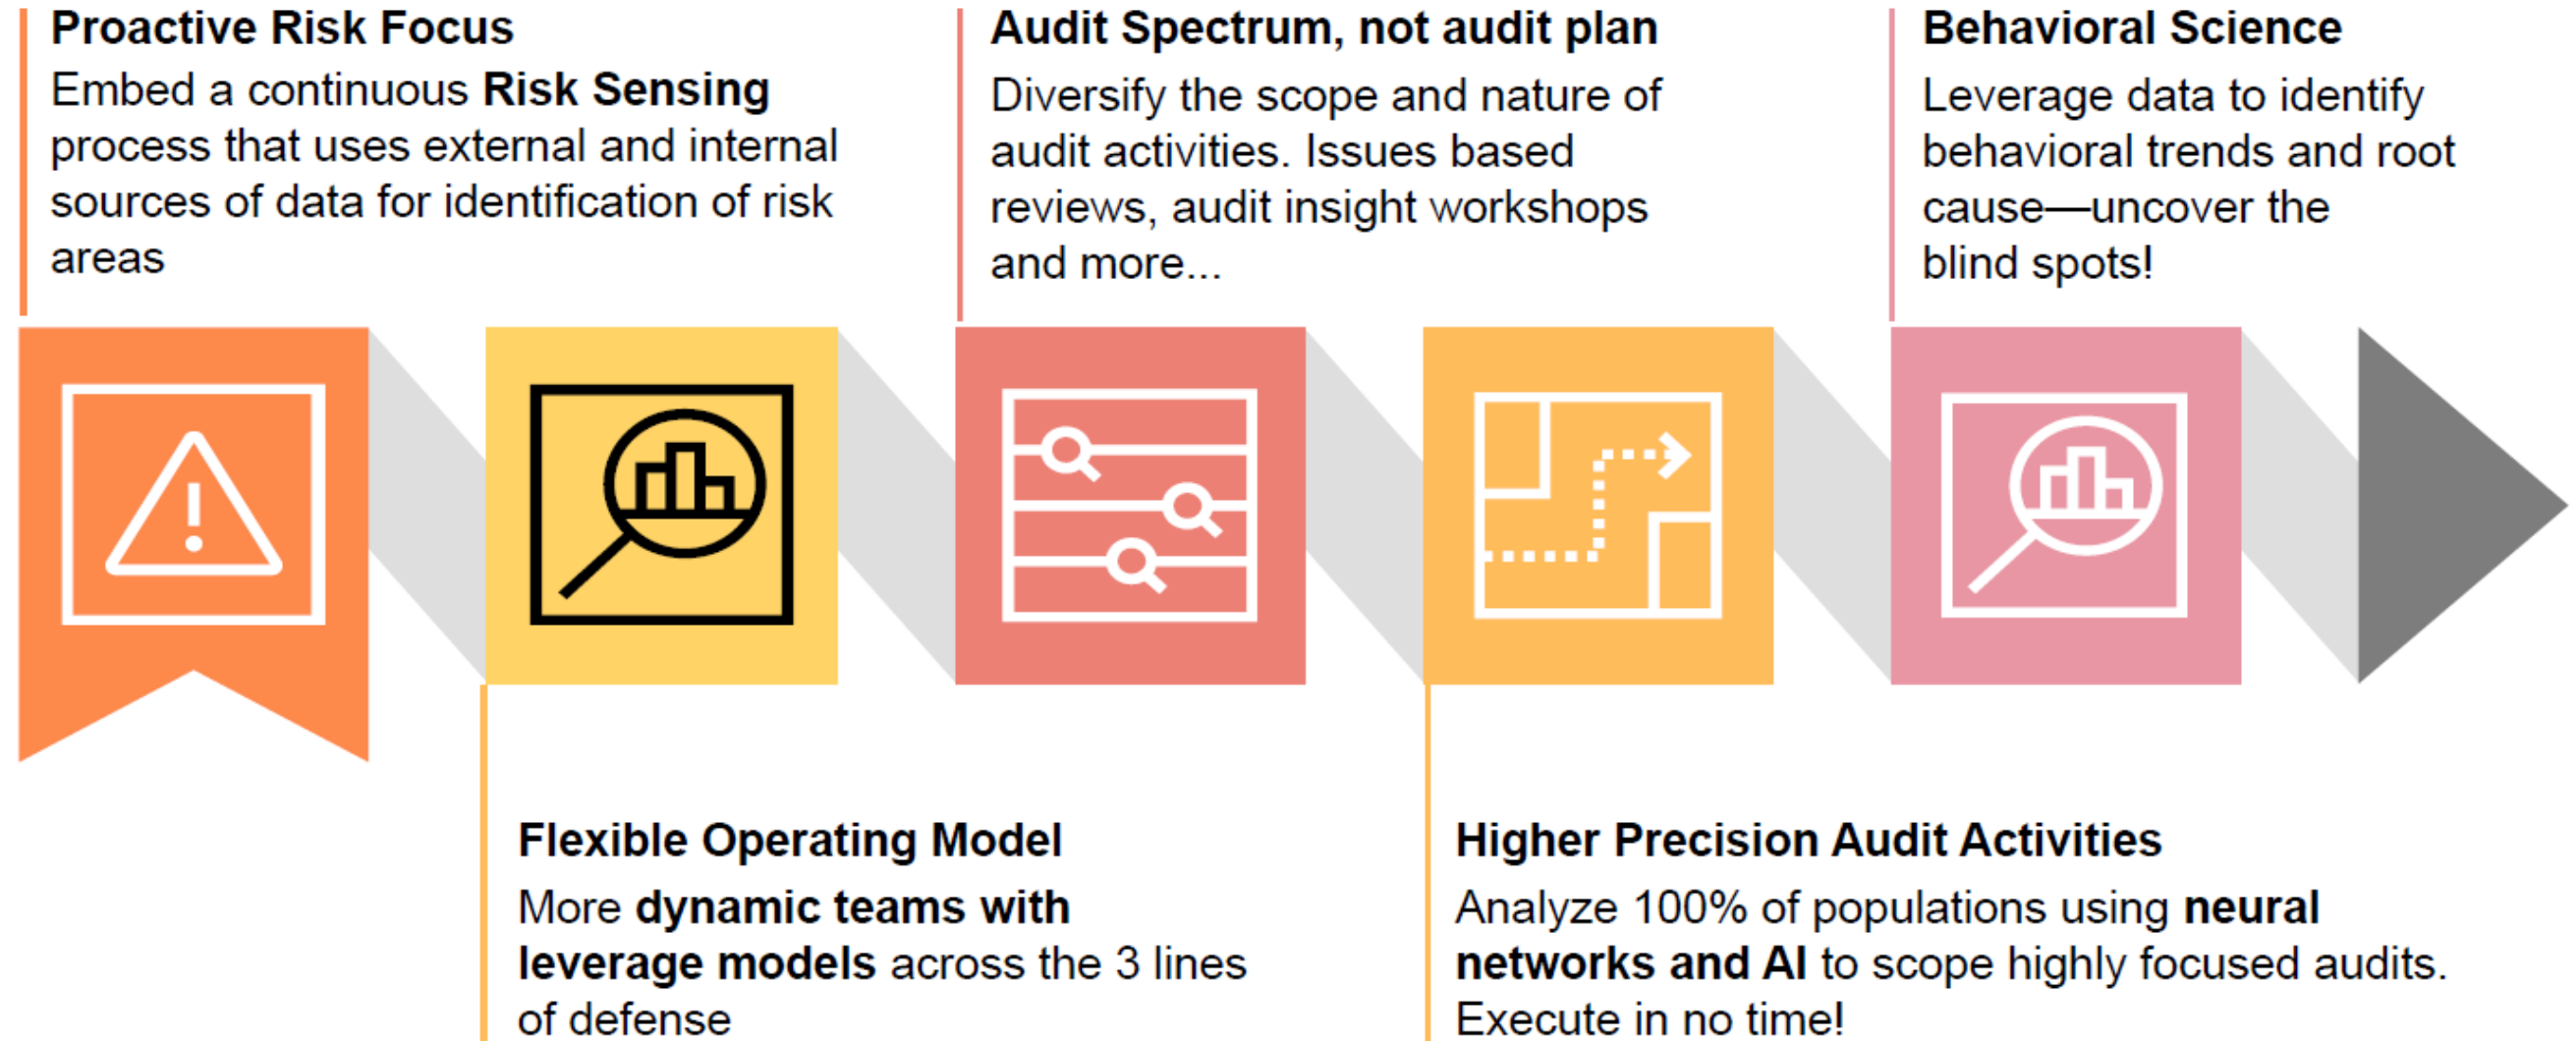 Proactive Risk Focus
Embed a continuous Risk Sensing
process that uses external and internal
sources of data for identification of risk
areas
Audit Spectrum, not audit plan
Diversify the scope and nature of
audit activities. Issues based
reviews, audit insight workshops
and more...
Behavioral Science
Leverage data to identify
behavioral trends and root
cause—uncover the
blind spots!
Flexible Operating Model
More dynamic teams with
leverage models across the 3 lines
of defense
Higher Precision Audit Activities
Analyze 100% of populations using neural
networks and AI to scope highly focused audits.
Execute in no time!